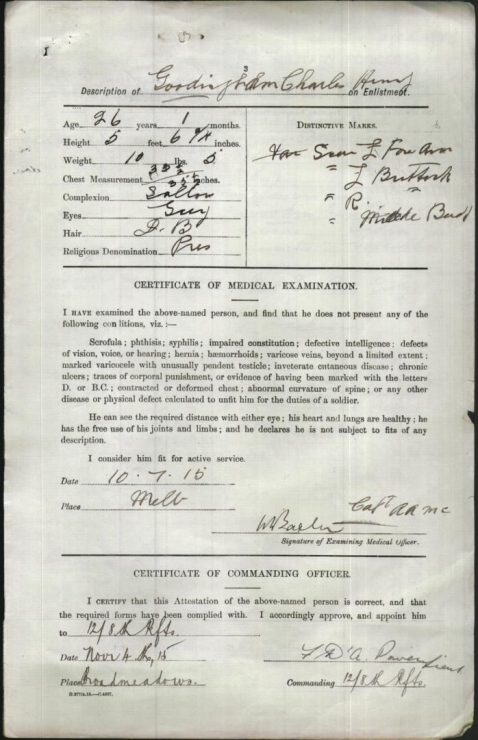 3
Description of Charles Henry on Enlistment.
Age 26 years 1 months.
Height 5 feet 6 ¾ inches.
Weight 10 lbs. 5
Chest Measurement inches.
Complexion Sallow
Eyes Grey
Hair D. B
Religious Denomination Pres
DISTINCTIVE MARKS.
Scar L Fore Arm
" L Buttock
" R. "
CERTIFICATE OF MEDICAL EXAMINATION.
I HAVE examined the above-named person, and find that he does not present any of the
following conditions, viz. :—
Scrofula; phthisis; syphilis; impaired constitution; defective intelligence; defects
of vision, voice, or hearing; hernia; hæmorrhoids; varicose veins, beyond a limited extent;
marked varicocele with unusually pendent testicle; inveterate cutaneous disease; chronic
ulcers; traces of corporal punishment, or evidence of having been marked with the letters
D. or B.C.; contracted or deformed chest; abnormal curvature of spine; or any other
disease or physical defect calculated to unfit him for the duties of a soldier.
He can see the required distance with either eye; his heart and lungs are healthy; he
has the free use of his joints and limbs; and he declares he is not subject to fits of any
description.
I consider him fit for active service.
Date 10.7.15
Place Melb
Capt AAMC
Signature of Examining Medical Officer.
CERTIFICATE OF COMMANDING OFFICER.
I CERTIFY that this Attestation of the above-named person is correct, and that
the required forms have been complied with. I accordingly approve, and appoint him
to 12/8th Rfts.
Date Novr 4th, 15
Place Broadmeadows.
Lieut
Commanding 12/8th Rfts.